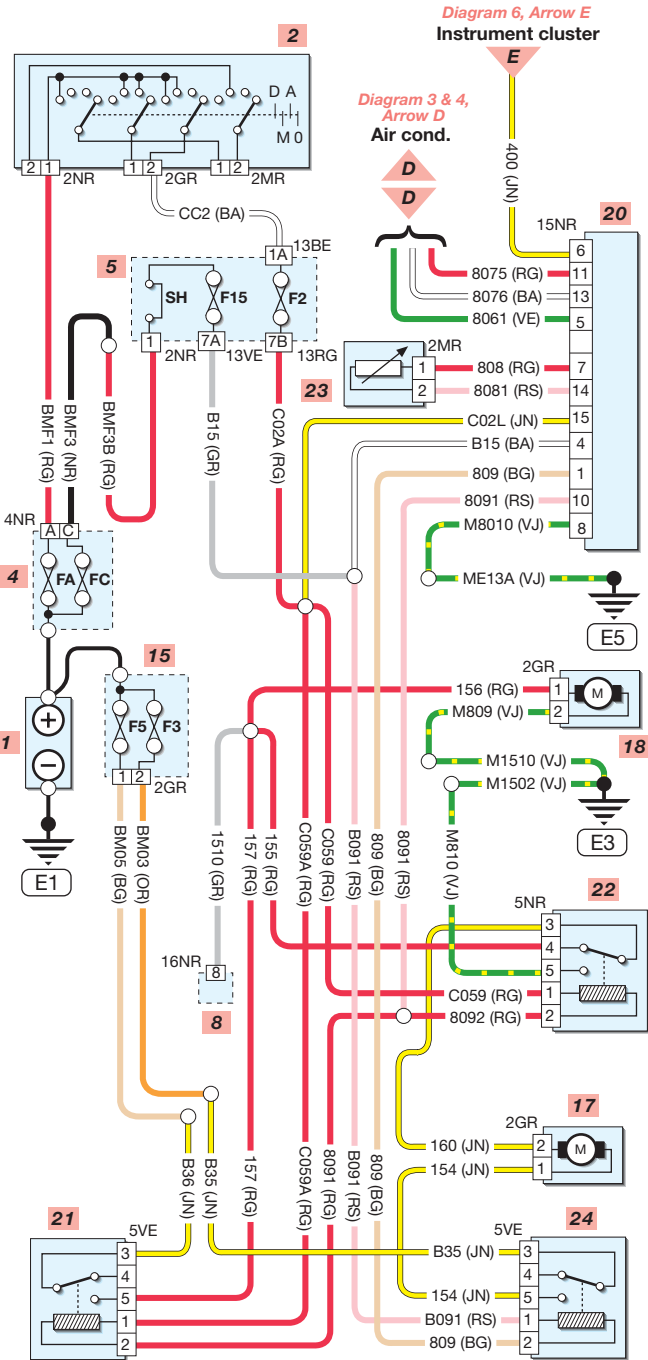 Diagram 6, Arrow E
Instrument cluster
E
2
D A
M 0
2 1
2NR
1 2
2GR
1 2
2MR
Diagram 3 & 4,
Arrow D
Air cond.
D
D
400 (JN)
CC2 (BA)
15NR
20
6
5
1A
13BE
8075 (RG)
11
8076 (BA)
13
8061 (VE)
5
SH
F15
F2
1
2NR
7A
13VE
7B
13RG
2MR
23
1
808 (RG)
7
2
8081 (RS)
14
C02L (JN)
15
B15 (BA)
4
809 (BG)
1
8091 (RS)
10
M8010 (VJ)
8
ME13A (VJ)
E5
BMF1 (RG)
BMF3 (NR)
BMF3B (RG)
B15 (GR)
C02A (RG)
4NR
A C
4
FA
FC
15
F5
F3
1 2
2GR
1
+
−
E1
2GR
156 (RG)
1
M
M809 (VJ)
2
18
M1510 (VJ)
M1502 (VJ)
E3
BM05 (BG)
BM03 (OR)
1510 (GR)
157 (RG)
155 (RG)
C059A (RG)
C059 (RG)
B091 (RS)
809 (BG)
8091 (RS)
M810 (VJ)
16NR
8
8
5NR
22
3
4
5
C059 (RG)
1
8092 (RG)
2
2GR
17
160 (JN)
2
M
154 (JN)
1
B36 (JN)
B35 (JN)
157 (RG)
C059A (RG)
8091 (RG)
B091 (RS)
809 (BG)
21
5VE
3
4
5
1
2
5VE
24
B35 (JN)
3
4
154 (JN)
5
B091 (RS)
1
809 (BG)
2